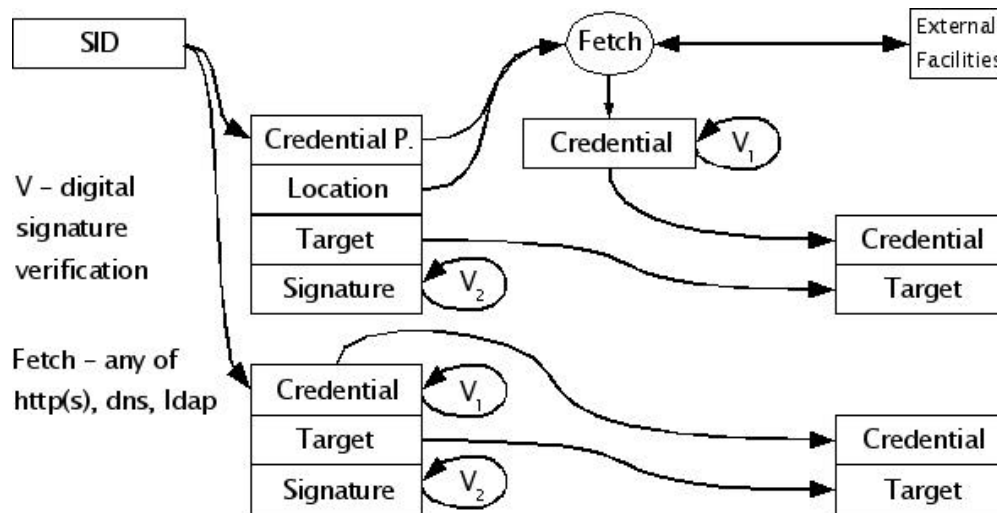 SID
Fetch
External
Facilities
Credential P.
Location
Target
Signature
V2
Credential
V1
V – digital
signature
verification
Credential
Target
Fetch – any of
http(s), dns, ldap
Credential
V1
Target
Signature
V2
Credential
Target